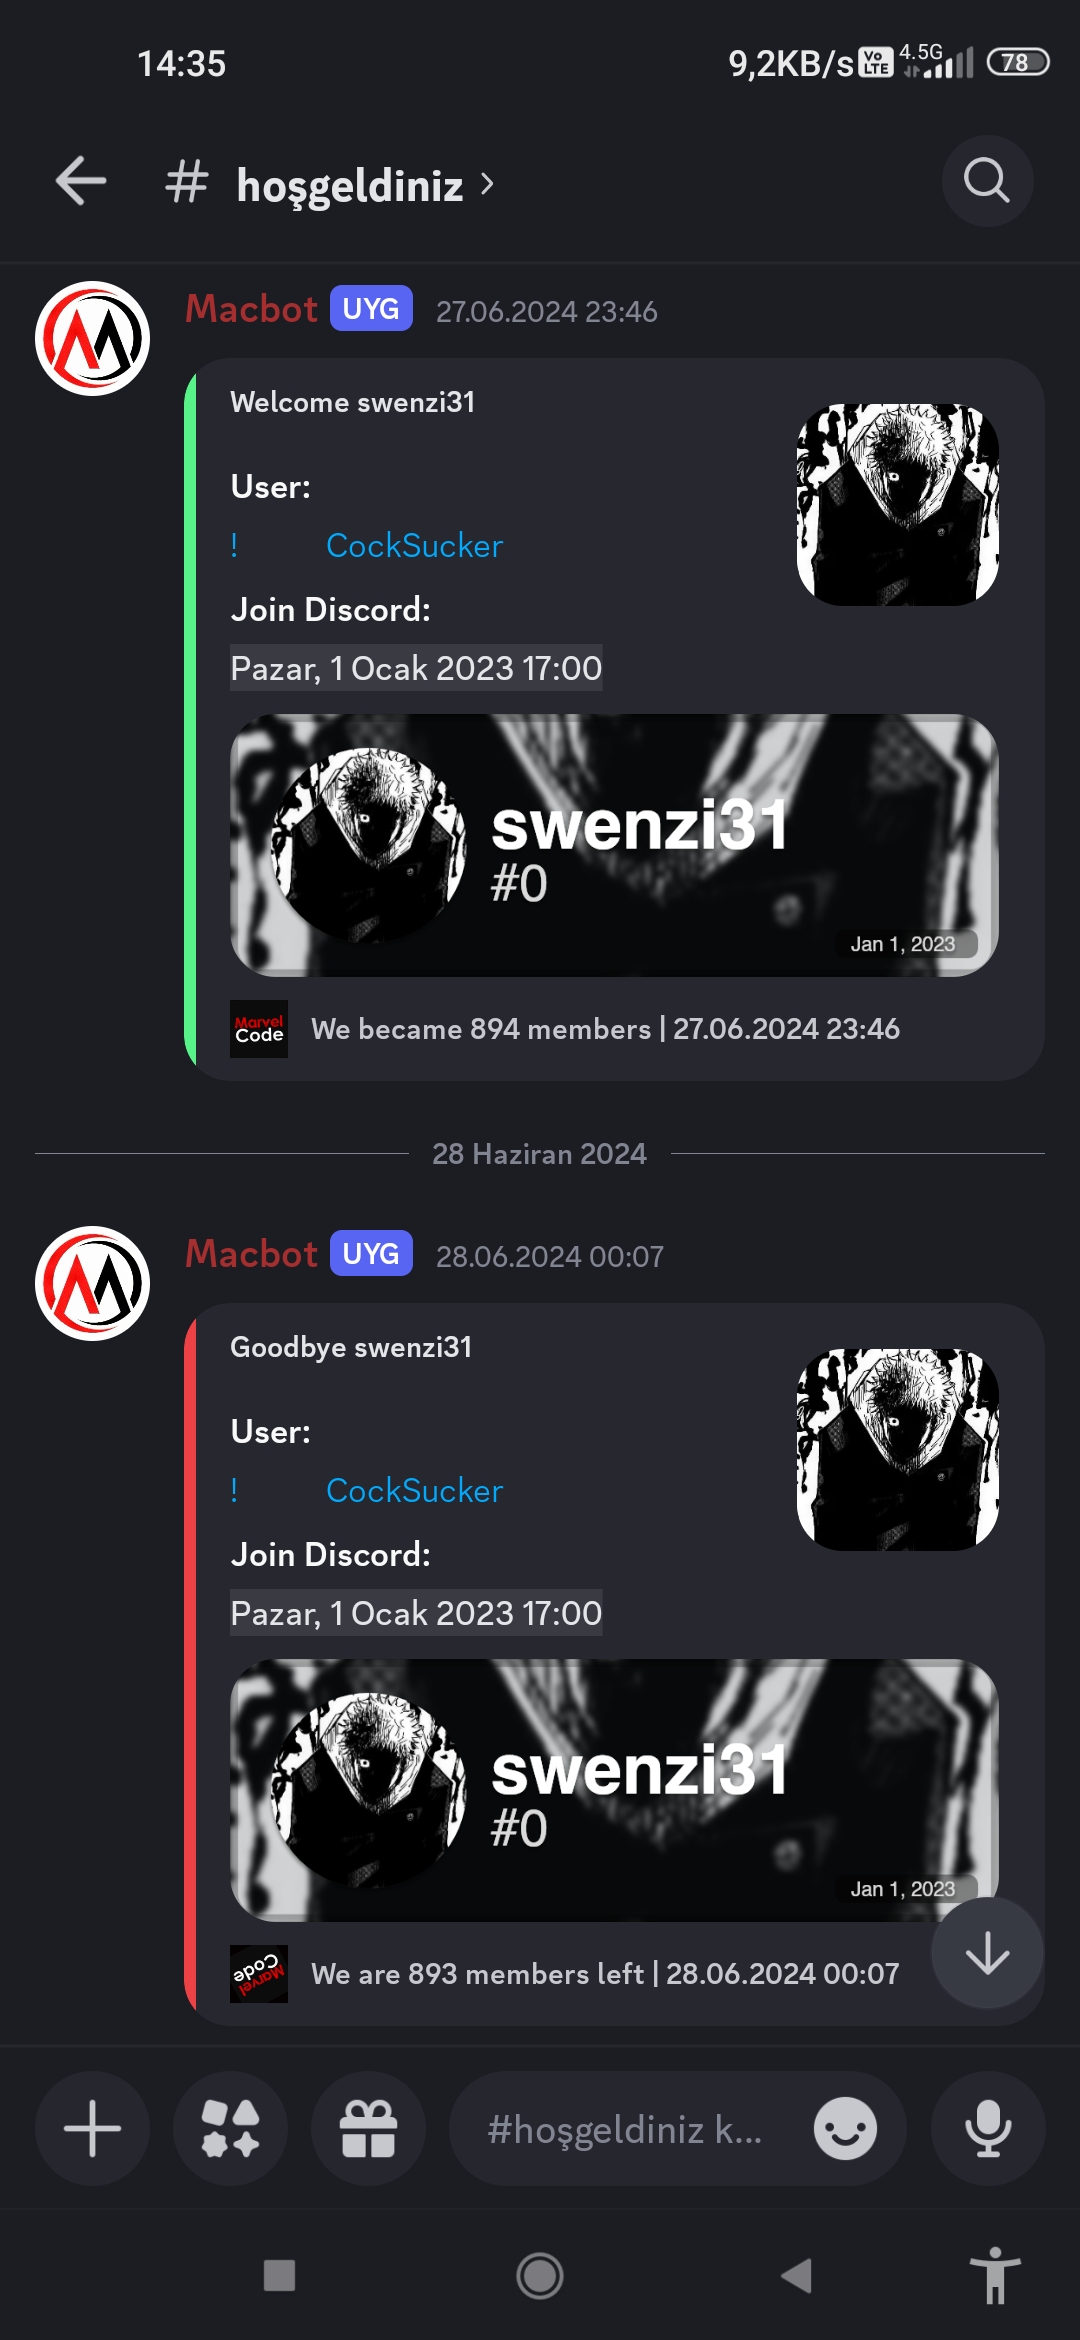 14:35
9,2KB/s Vo LTE 4.5G 78
# hoşgeldiniz
Macbot UYG 27.06.2024 23:46
Welcome swenzi31
User:
! CockSucker
Join Discord:
Pazar, 1 Ocak 2023 17:00
swenzi31
#0
Jan 1, 2023
Marvel
Code
We became 894 members | 27.06.2024 23:46
28 Haziran 2024
Macbot UYG 28.06.2024 00:07
Goodbye swenzi31
User:
! CockSucker
Join Discord:
Pazar, 1 Ocak 2023 17:00
swenzi31
#0
Jan 1, 2023
Marvel
Code
We are 893 members left | 28.06.2024 00:07
#hoşgeldiniz k...